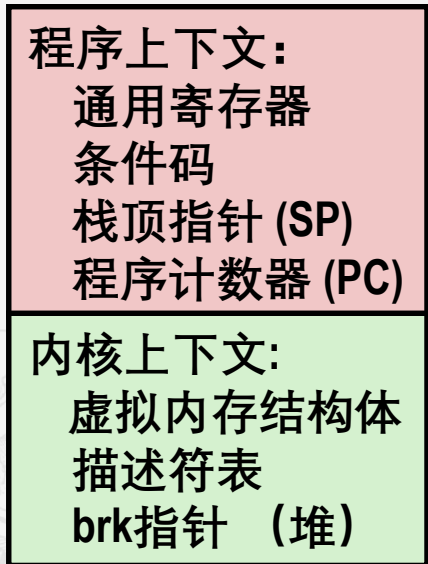 程序上下文：
通用寄存器
条件码
栈顶指针 (SP)
程序计数器 (PC)
内核上下文:
虚拟内存结构体
描述符表
brk指针 （堆）